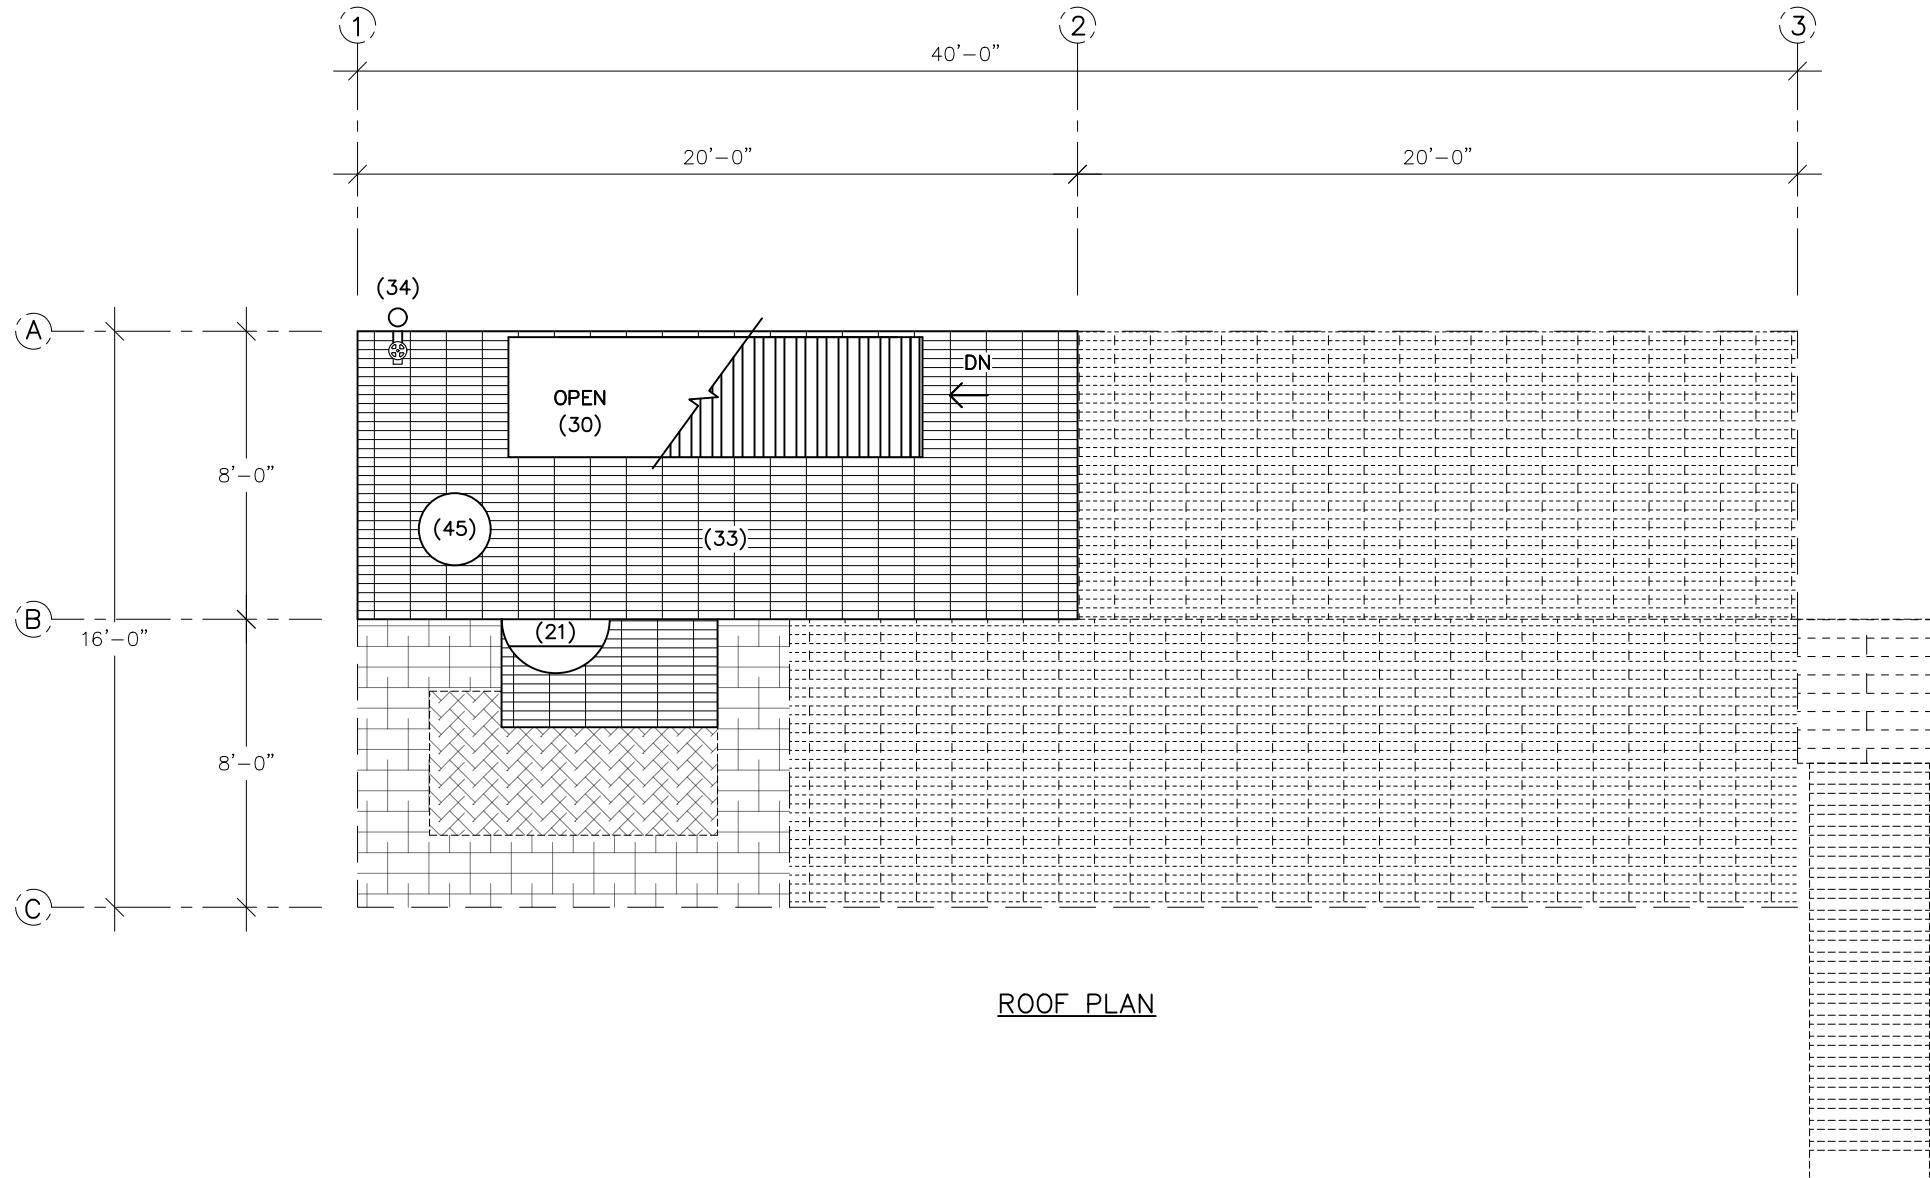 1
2
3
40'-0"
20'-0"
20'-0"
(34)
A
DN
OPEN
(30)
8'-0"
(45)
(33)
B
(21)
16'-0"
8'-0"
C
ROOF PLAN